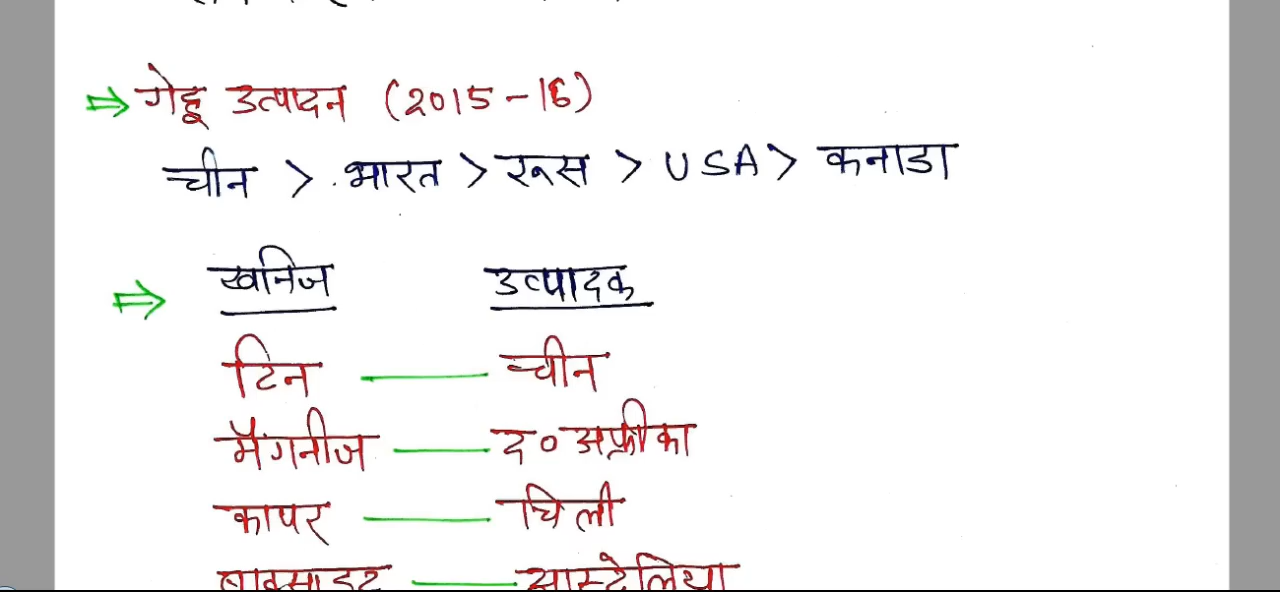 ⇒ गेहू उत्पादन (2015-16)
चीन > भारत > रूस > USA > कनाडा
⇒ खनिज उत्पादक
टिन — चीन
मैंगनीज — द० अफ्रीका
कापर — चिली
बाक्साइट — आस्टेलिया